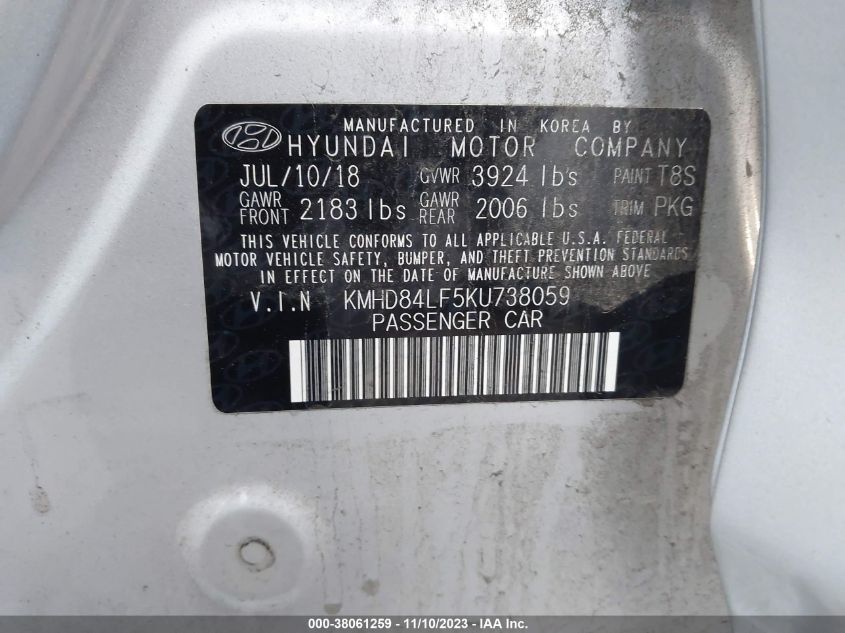 MANUFACTURED IN KOREA BY
HYUNDAI MOTOR COMPANY
JUL/10/18 GVWR 3924 lbs PAINT T8S
GAWR FRONT 2183 lbs GAWR REAR 2006 lbs TRIM PKG
THIS VEHICLE CONFORMS TO ALL APPLICABLE U.S.A. FEDERAL
MOTOR VEHICLE SAFETY, BUMPER, AND THEFT PREVENTION STANDARDS
IN EFFECT ON THE DATE OF MANUFACTURE SHOWN ABOVE
V.I.N KMHD84LF5KU738059
PASSENGER CAR
000-38061259 - 11/10/2023 - IAA Inc.